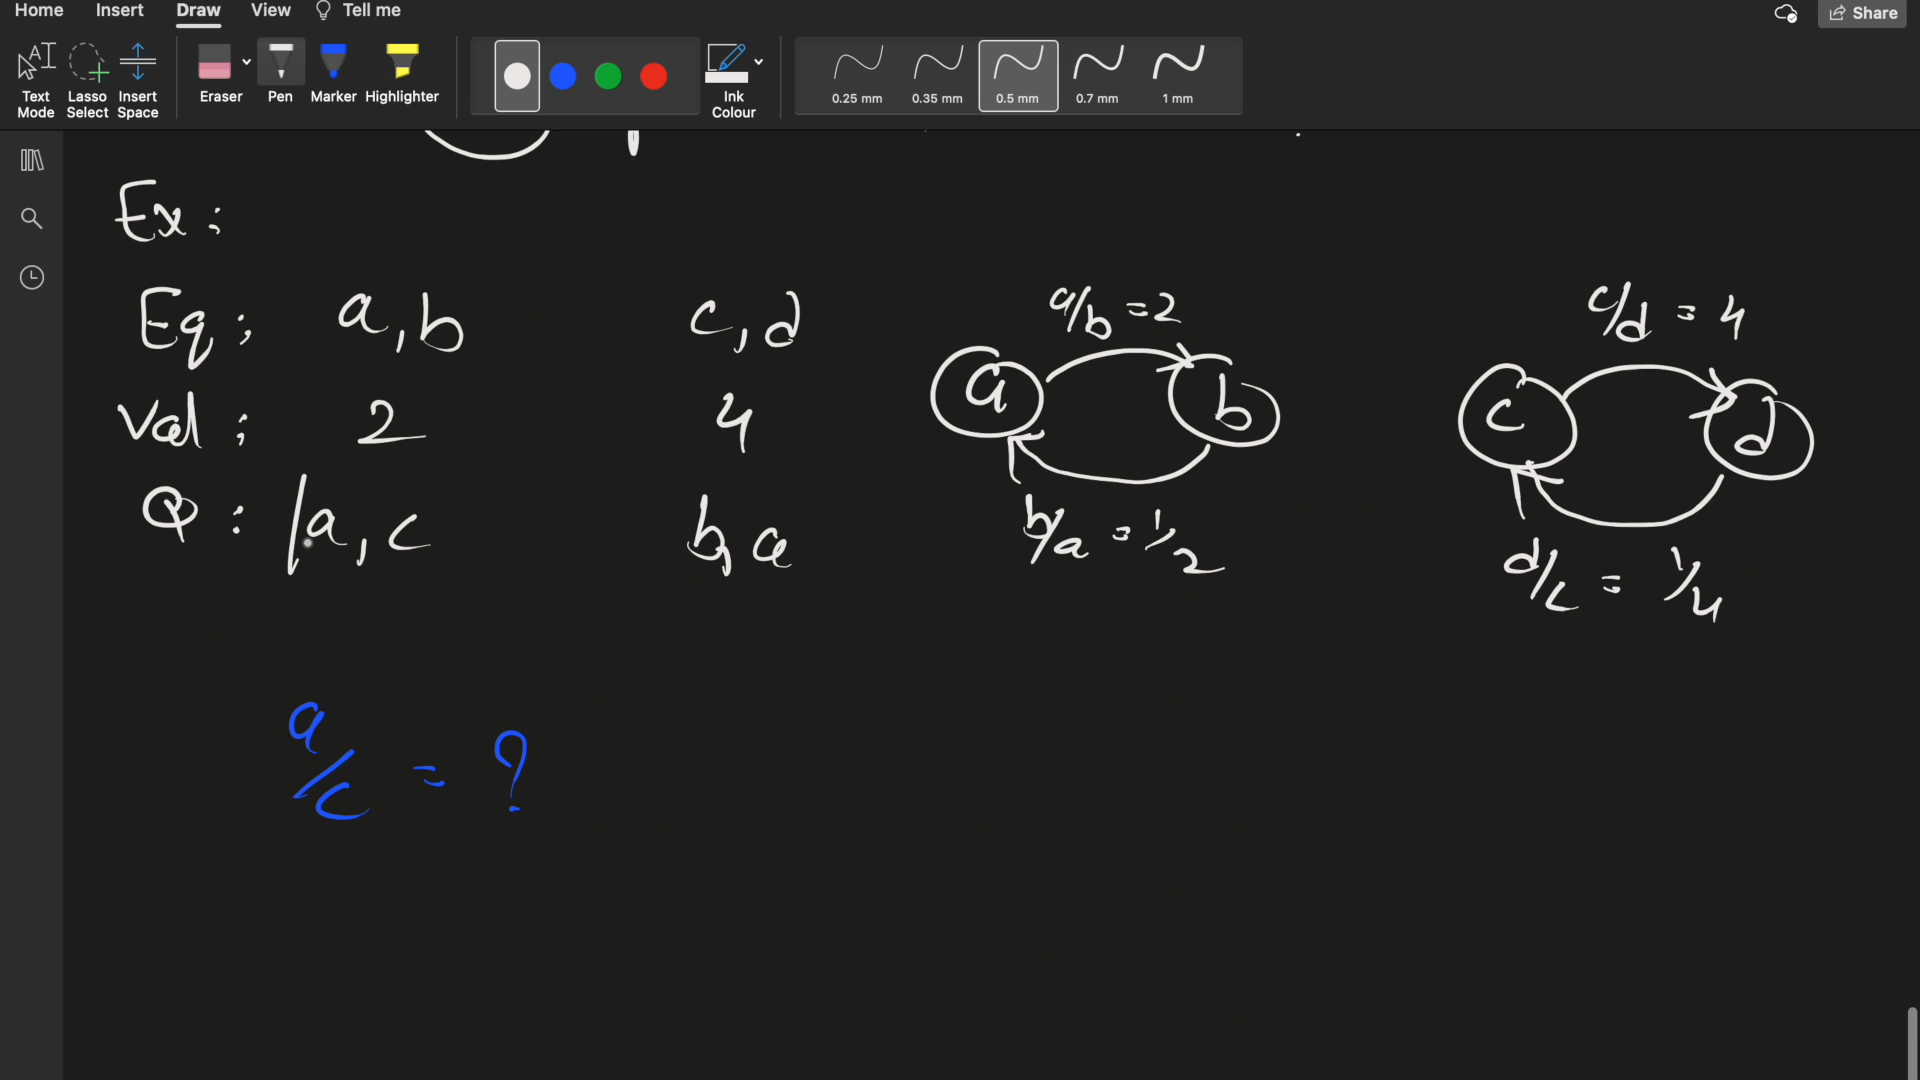 Home Insert Draw View Tell me Share
Text Mode Lasso Select Insert Space Eraser Pen Marker Highlighter Ink Colour 0.25 mm 0.35 mm 0.5 mm 0.7 mm 1 mm
Ex:
Eq: a,b c,d
Val: 2 4
Q: a,c b,a
a/b = 2
a b
b/a = 1/2
c/d = 4
c d
d/c = 1/4
a/c = ?